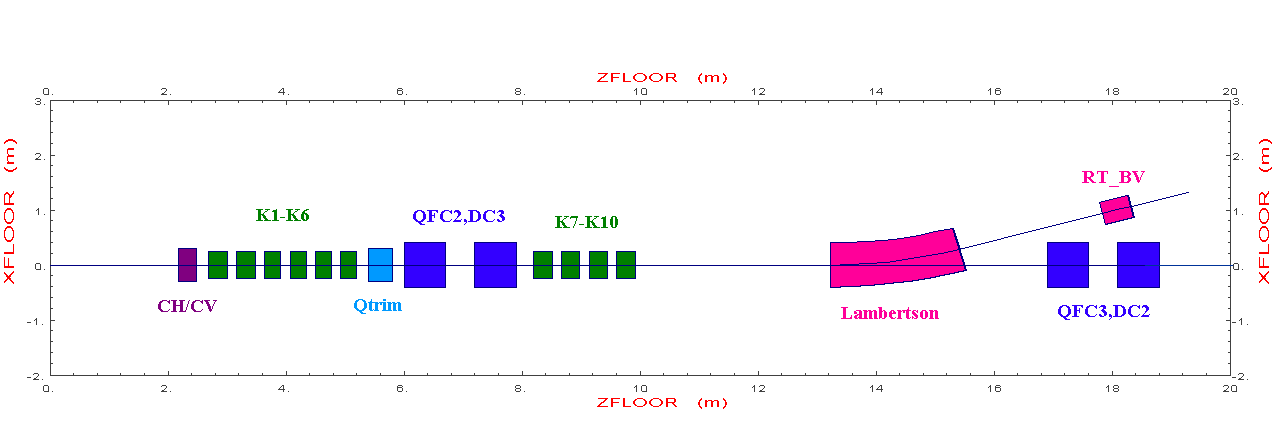 ZFLOOR (m)
0. 2. 4. 6. 8. 10 12 14 16 18 20
3. 3.
2. 2.
RT_BV
K1-K6 QFC2,DC3 K7-K10
1. 1.
XFLOOR (m) XFLOOR (m)
0. 0.
CH/CV Qtrim Lambertson QFC3,DC2
-1. -1.
-2. -2.
0. 2. 4. 6. 8. 10 12 14 16 18 20
ZFLOOR (m)